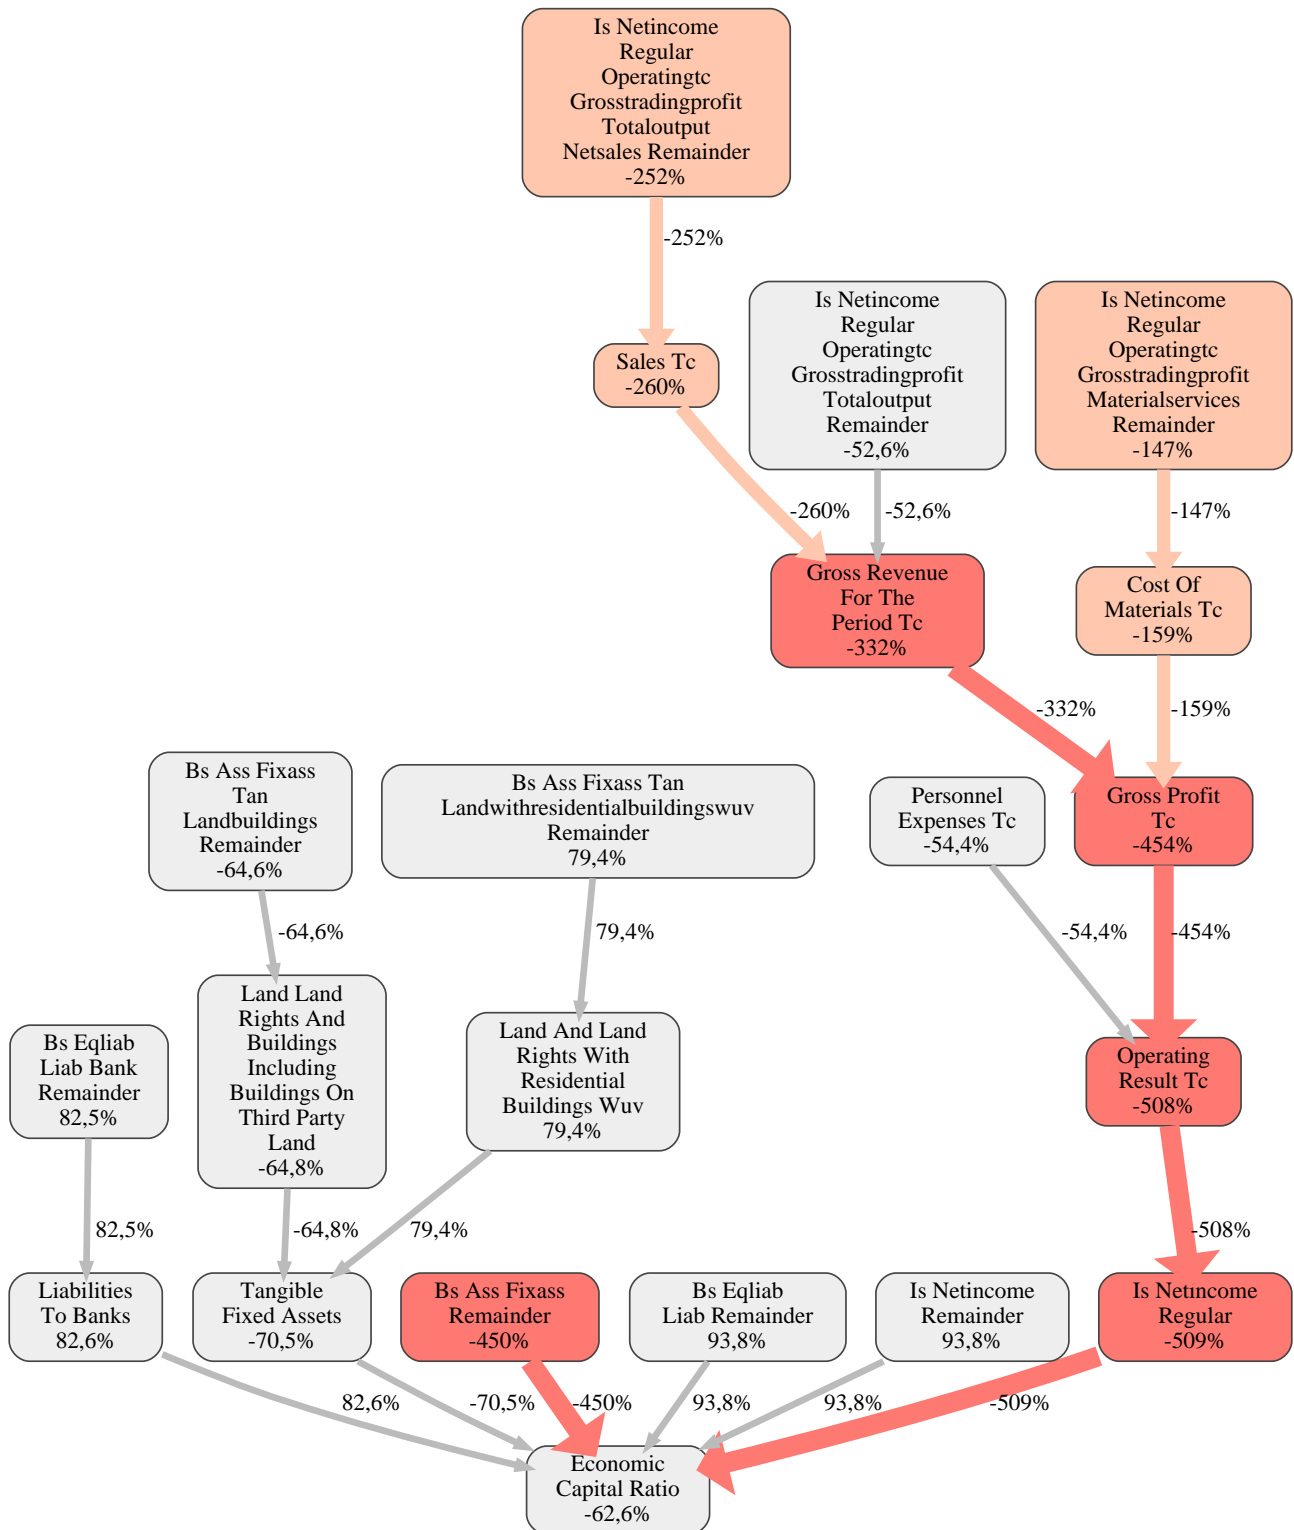 Is Netincome
Regular
Operatingtc
Grosstradingprofit
Totaloutput
Netsales Remainder
-252%
-252%
Is Netincome
Regular
Operatingtc
Grosstradingprofit
Totaloutput
Remainder
-52,6%
Is Netincome
Regular
Operatingtc
Grosstradingprofit
Materialservices
Remainder
-147%
Sales Tc
-260%
-260%
-52,6%
-147%
Gross Revenue
For The
Period Tc
-332%
Cost Of
Materials Tc
-159%
-332%
-159%
Bs Ass Fixass
Tan
Landbuildings
Remainder
-64,6%
Bs Ass Fixass Tan
Landwithresidentialbuildingswuv
Remainder
79,4%
Personnel
Expenses Tc
-54,4%
Gross Profit
Tc
-454%
-64,6%
79,4%
-54,4%
-454%
Bs Eqliab
Liab Bank
Remainder
82,5%
Land Land
Rights And
Buildings
Including
Buildings On
Third Party
Land
-64,8%
Land And Land
Rights With
Residential
Buildings Wuv
79,4%
Operating
Result Tc
-508%
82,5%
-64,8%
79,4%
-508%
Liabilities
To Banks
82,6%
Tangible
Fixed Assets
-70,5%
Bs Ass Fixass
Remainder
-450%
Bs Eqliab
Liab Remainder
93,8%
Is Netincome
Remainder
93,8%
Is Netincome
Regular
-509%
82,6%
-70,5%
-450%
93,8%
93,8%
-509%
Economic
Capital Ratio
-62,6%